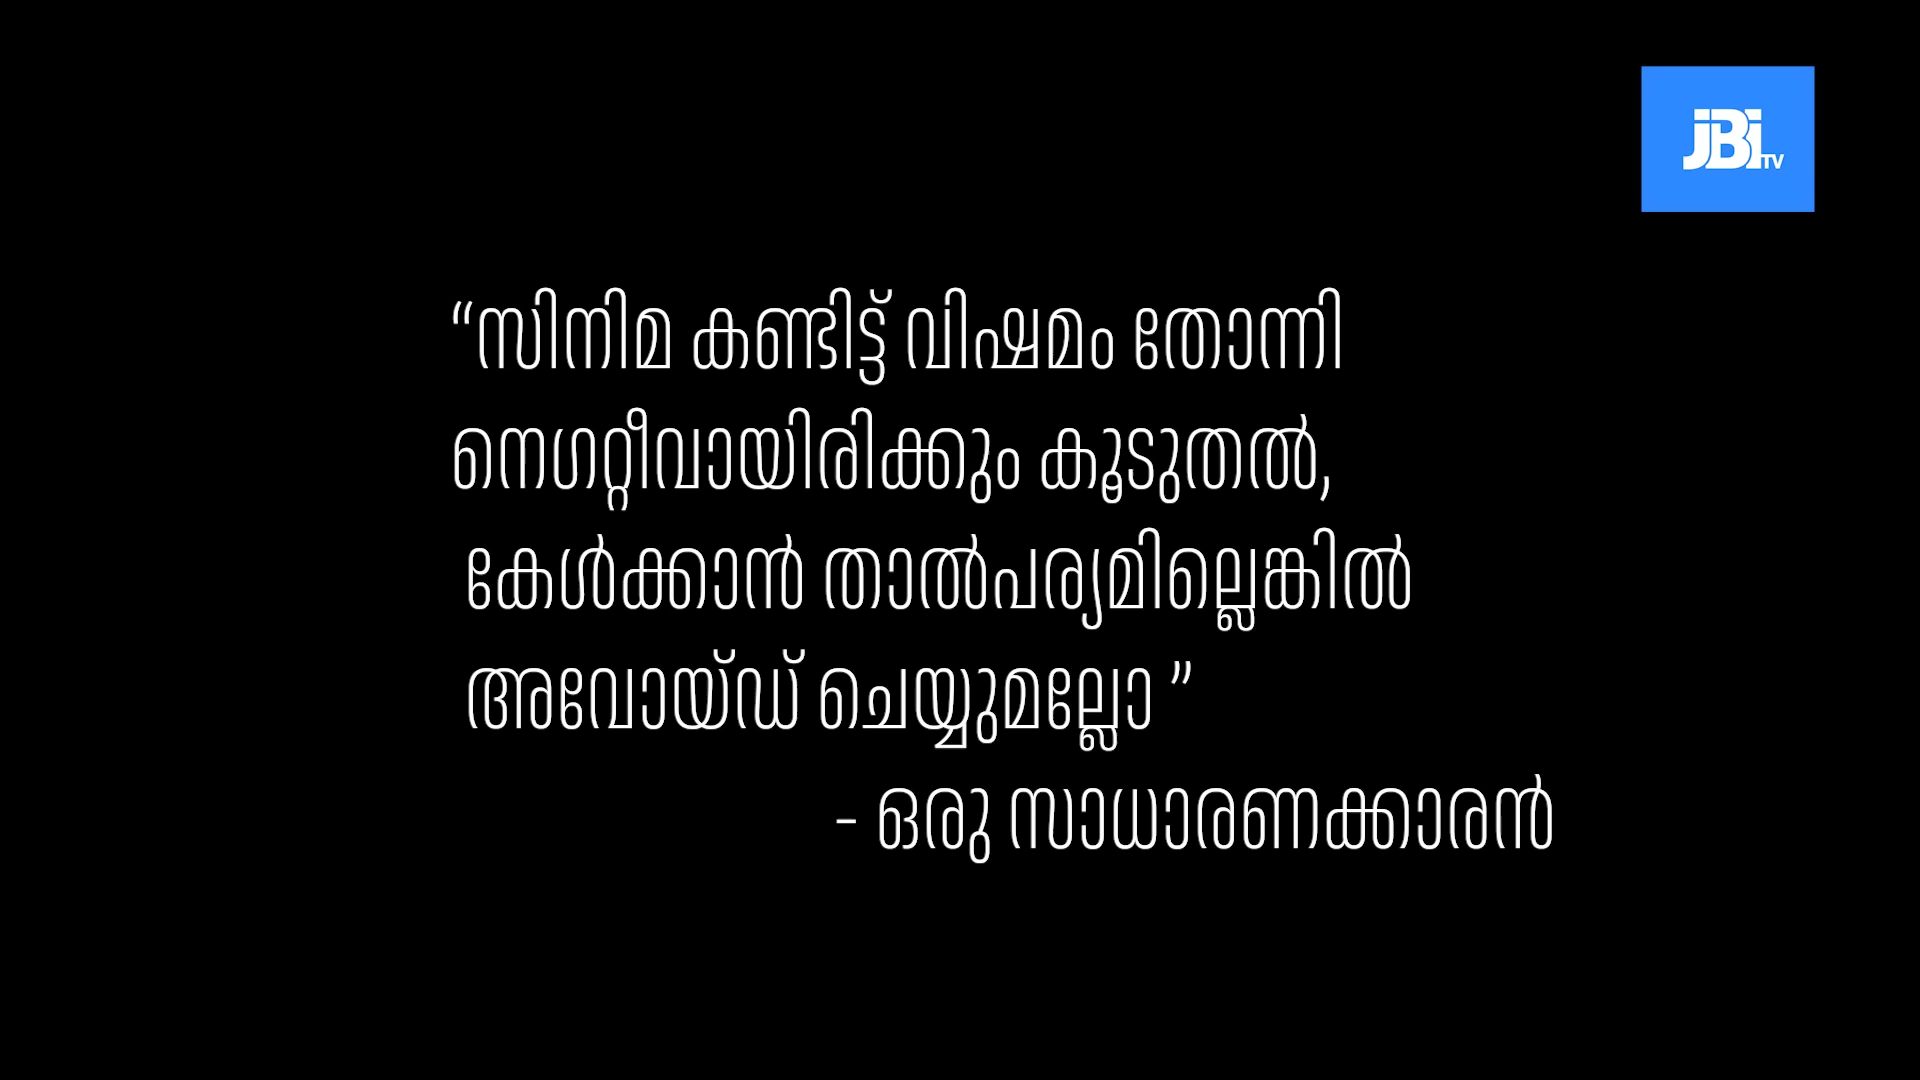 JBi TV
“സിനിമ കണ്ടിട്ട് വിഷമം തോന്നി
നെഗറ്റീവായിരിക്കും കൂടുതൽ,
കേൾക്കാൻ താൽപര്യമില്ലെങ്കിൽ
അവോയ്ഡ് ചെയ്യുമല്ലോ ”
- ഒരു സാധാരണക്കാരൻ